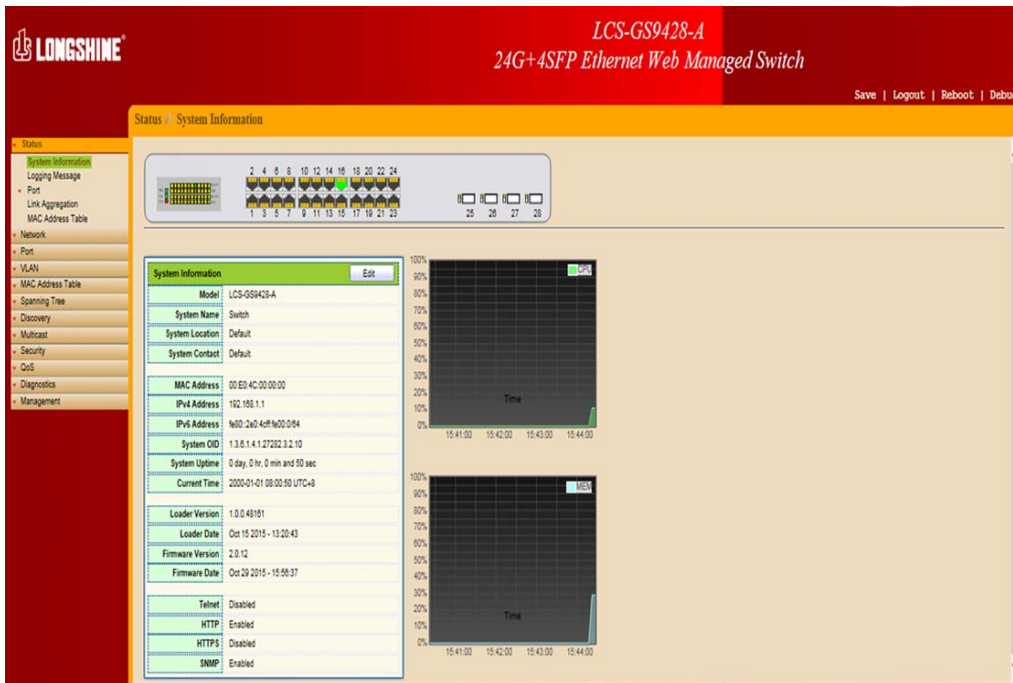 LONGSHINE®
LCS-GS9428-A
24G+4SFP Ethernet Web Managed Switch
Save | Logout | Reboot | Debu
Status System Information
Status
System Information
Logging Message
Port
Link Aggregation
MAC Address Table
Network
Port
VLAN
MAC Address Table
Spanning Tree
Discovery
Multicast
Security
QoS
Diagnostics
Management
2 4 6 8 10 12 14 16 18 20 22 24
1 3 5 7 9 11 13 15 17 19 21 23
25 26 27 28
System Information Edit
Model LCS-GS9428-A
System Name Switch
System Location Default
System Contact Default
MAC Address 00:E0:4C:00:00:00
IPv4 Address 192.168.1.1
IPv6 Address fe80::2e0:4cff:fe00:0/64
System OID 1.3.6.1.4.1.27282.3.2.10
System Uptime 0 day, 0 hr, 0 min and 50 sec
Current Time 2000-01-01 08:00:50 UTC+8
Loader Version 1.0.0.48161
Loader Date Oct 15 2015 - 13:20:43
Firmware Version 2.0.12
Firmware Date Oct 29 2015 - 15:56:37
Telnet Disabled
HTTP Enabled
HTTPS Disabled
SNMP Enabled
100%
CPU
90%
80%
70%
60%
50%
40%
30%
20%
Time
10%
0%
15:41:00 15:42:00 15:43:00 15:44:00
100%
MEM
90%
80%
70%
60%
50%
40%
30%
20%
Time
10%
0%
15:41:00 15:42:00 15:43:00 15:44:00